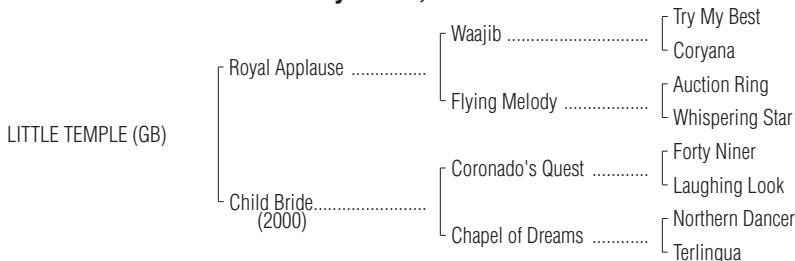 Waajib ..............................
Try My Best
Coryana
Royal Applause ................
Flying Melody ..................
Auction Ring
Whispering Star
LITTLE TEMPLE (GB)
Coronado's Quest ............
Forty Niner
Laughing Look
Child Bride........................
(2000)
Chapel of Dreams ............
Northern Dancer
Terlingua